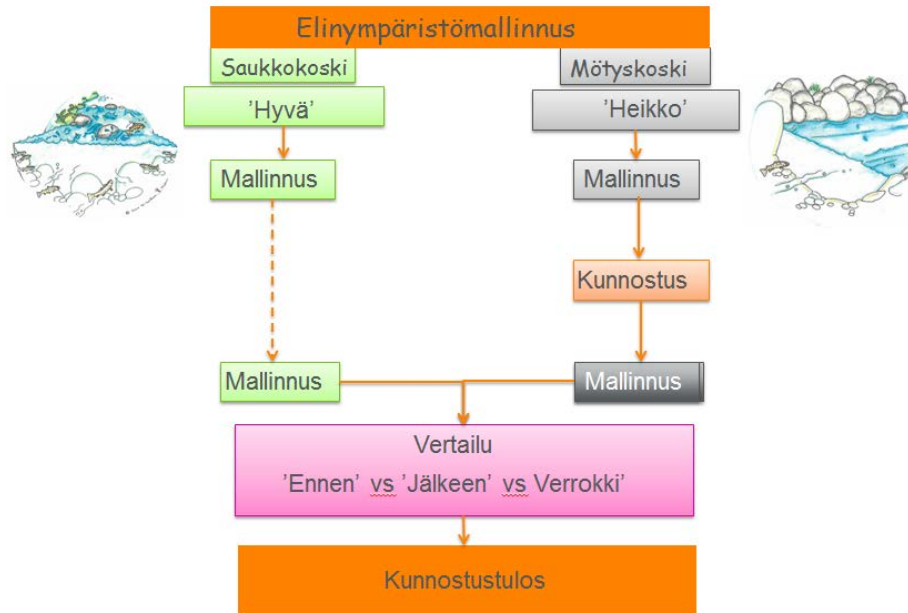 Elinympäristömallinnus
Saukkokoski
Mötyskoski
'Hyvä'
'Heikko'
Mallinnus
Mallinnus
Kunnostus
Mallinnus
Mallinnus
Vertailu
'Ennen' vs 'Jälkeen' vs Verrokki'
Kunnostustulos